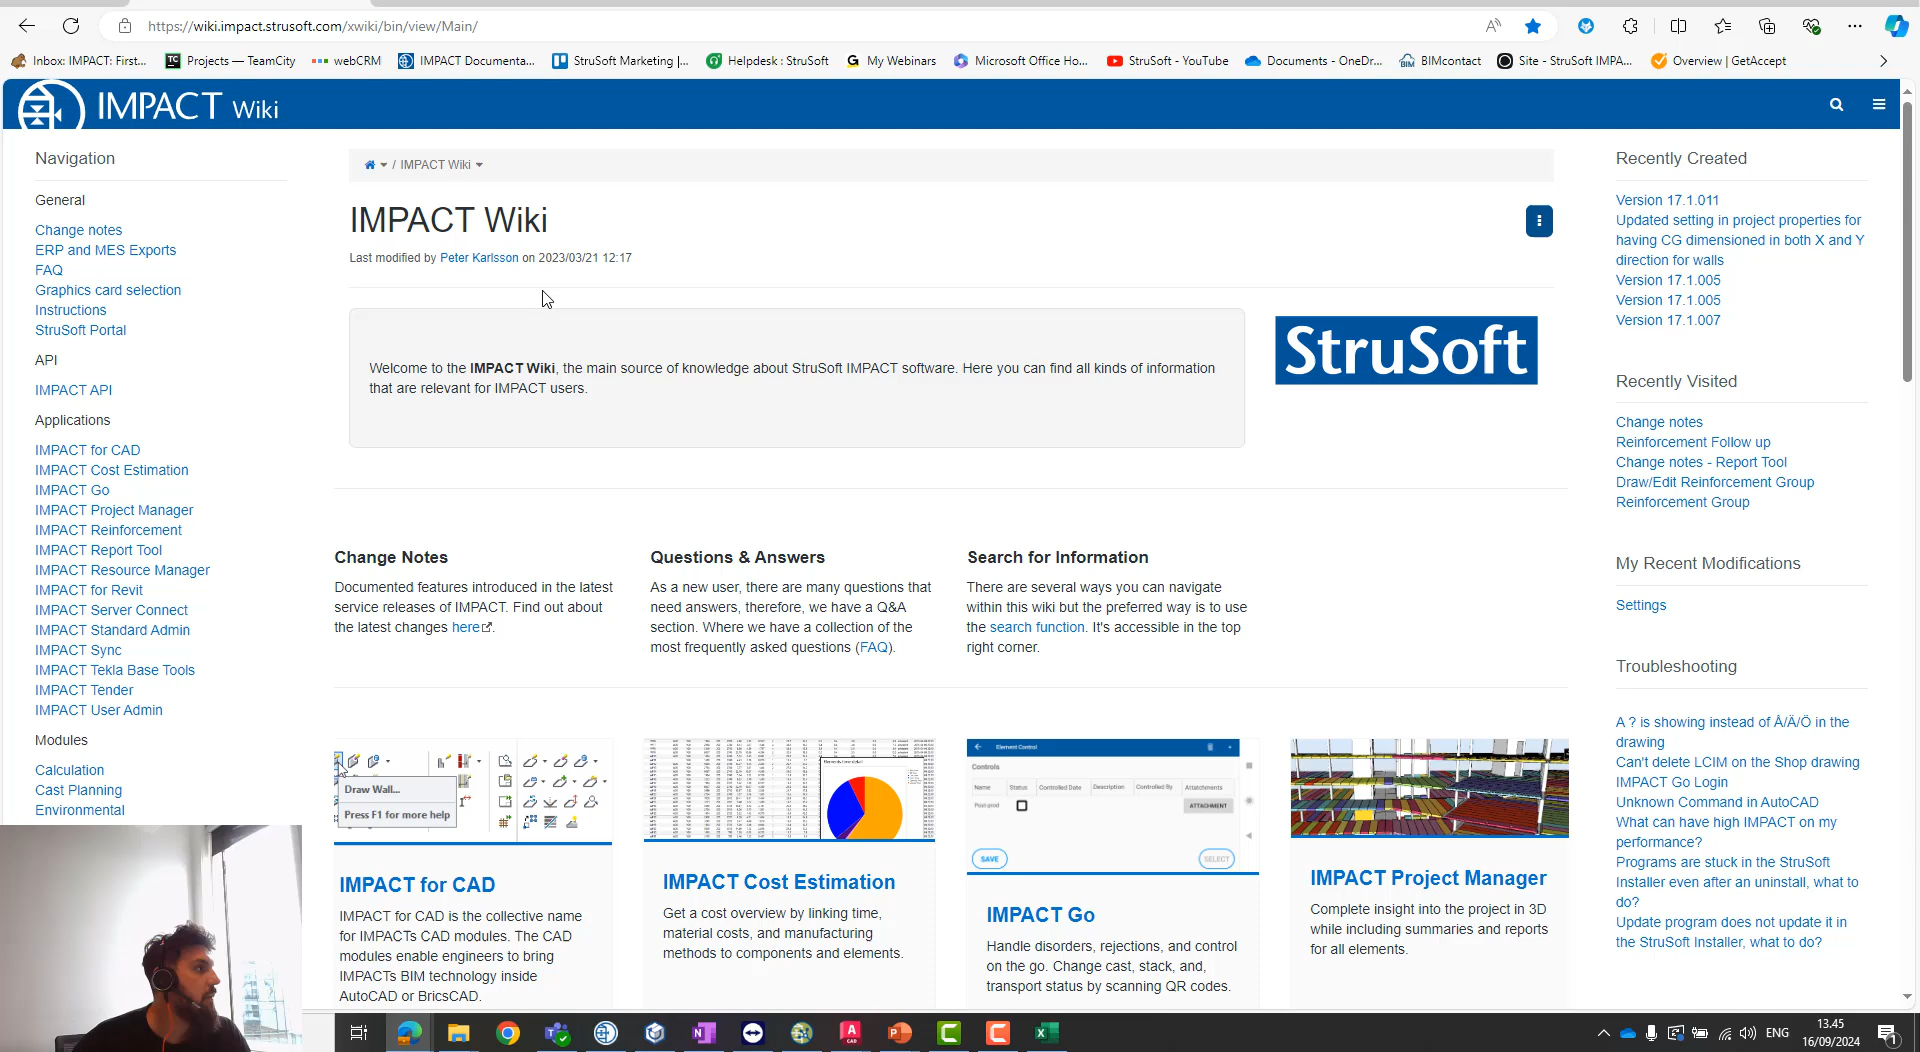 https://wiki.impact.strusoft.com/xwiki/bin/view/Main/
Inbox: IMPACT: First...
Projects — TeamCity
webCRM
IMPACT Documenta...
StruSoft Marketing |...
Helpdesk : StruSoft
My Webinars
Microsoft Office Ho...
StruSoft - YouTube
Documents - OneDr...
BIMcontact
Site - StruSoft IMPA...
Overview | GetAccept
IMPACT Wiki
Navigation
General
Change notes
ERP and MES Exports
FAQ
Graphics card selection
Instructions
StruSoft Portal
API
IMPACT API
Applications
IMPACT for CAD
IMPACT Cost Estimation
IMPACT Go
IMPACT Project Manager
IMPACT Reinforcement
IMPACT Report Tool
IMPACT Resource Manager
IMPACT for Revit
IMPACT Server Connect
IMPACT Standard Admin
IMPACT Sync
IMPACT Tekla Base Tools
IMPACT Tender
IMPACT User Admin
Modules
Calculation
Cast Planning
Environmental
/ IMPACT Wiki
IMPACT Wiki
Last modified by Peter Karlsson on 2023/03/21 12:17
Welcome to the IMPACT Wiki, the main source of knowledge about StruSoft IMPACT software. Here you can find all kinds of information
that are relevant for IMPACT users.
StruSoft
Change Notes
Documented features introduced in the latest
service releases of IMPACT. Find out about
the latest changes here.
Questions & Answers
As a new user, there are many questions that
need answers, therefore, we have a Q&A
section. Where we have a collection of the
most frequently asked questions (FAQ).
Search for Information
There are several ways you can navigate
within this wiki but the preferred way is to use
the search function. It's accessible in the top
right corner.
Draw Wall...
Press F1 for more help
IMPACT for CAD
IMPACT for CAD is the collective name
for IMPACTs CAD modules. The CAD
modules enable engineers to bring
IMPACTs BIM technology inside
AutoCAD or BricsCAD.
IMPACT Cost Estimation
Get a cost overview by linking time,
material costs, and manufacturing
methods to components and elements.
Element Control
Controls
Name Status Controlled Date Description Controlled By Attatchments
Post prod
ATTACHMENT
SAVE
SELECT
IMPACT Go
Handle disorders, rejections, and control
on the go. Change cast, stack, and,
transport status by scanning QR codes.
IMPACT Project Manager
Complete insight into the project in 3D
while including summaries and reports
for all elements.
Recently Created
Version 17.1.011
Updated setting in project properties for
having CG dimensioned in both X and Y
direction for walls
Version 17.1.005
Version 17.1.005
Version 17.1.007
Recently Visited
Change notes
Reinforcement Follow up
Change notes - Report Tool
Draw/Edit Reinforcement Group
Reinforcement Group
My Recent Modifications
Settings
Troubleshooting
A ? is showing instead of Å/Ä/Ö in the
drawing
Can't delete LCIM on the Shop drawing
IMPACT Go Login
Unknown Command in AutoCAD
What can have high IMPACT on my
performance?
Programs are stuck in the StruSoft
Installer even after an uninstall, what to
do?
Update program does not update it in
the StruSoft Installer, what to do?
ENG
13.45
16/09/2024